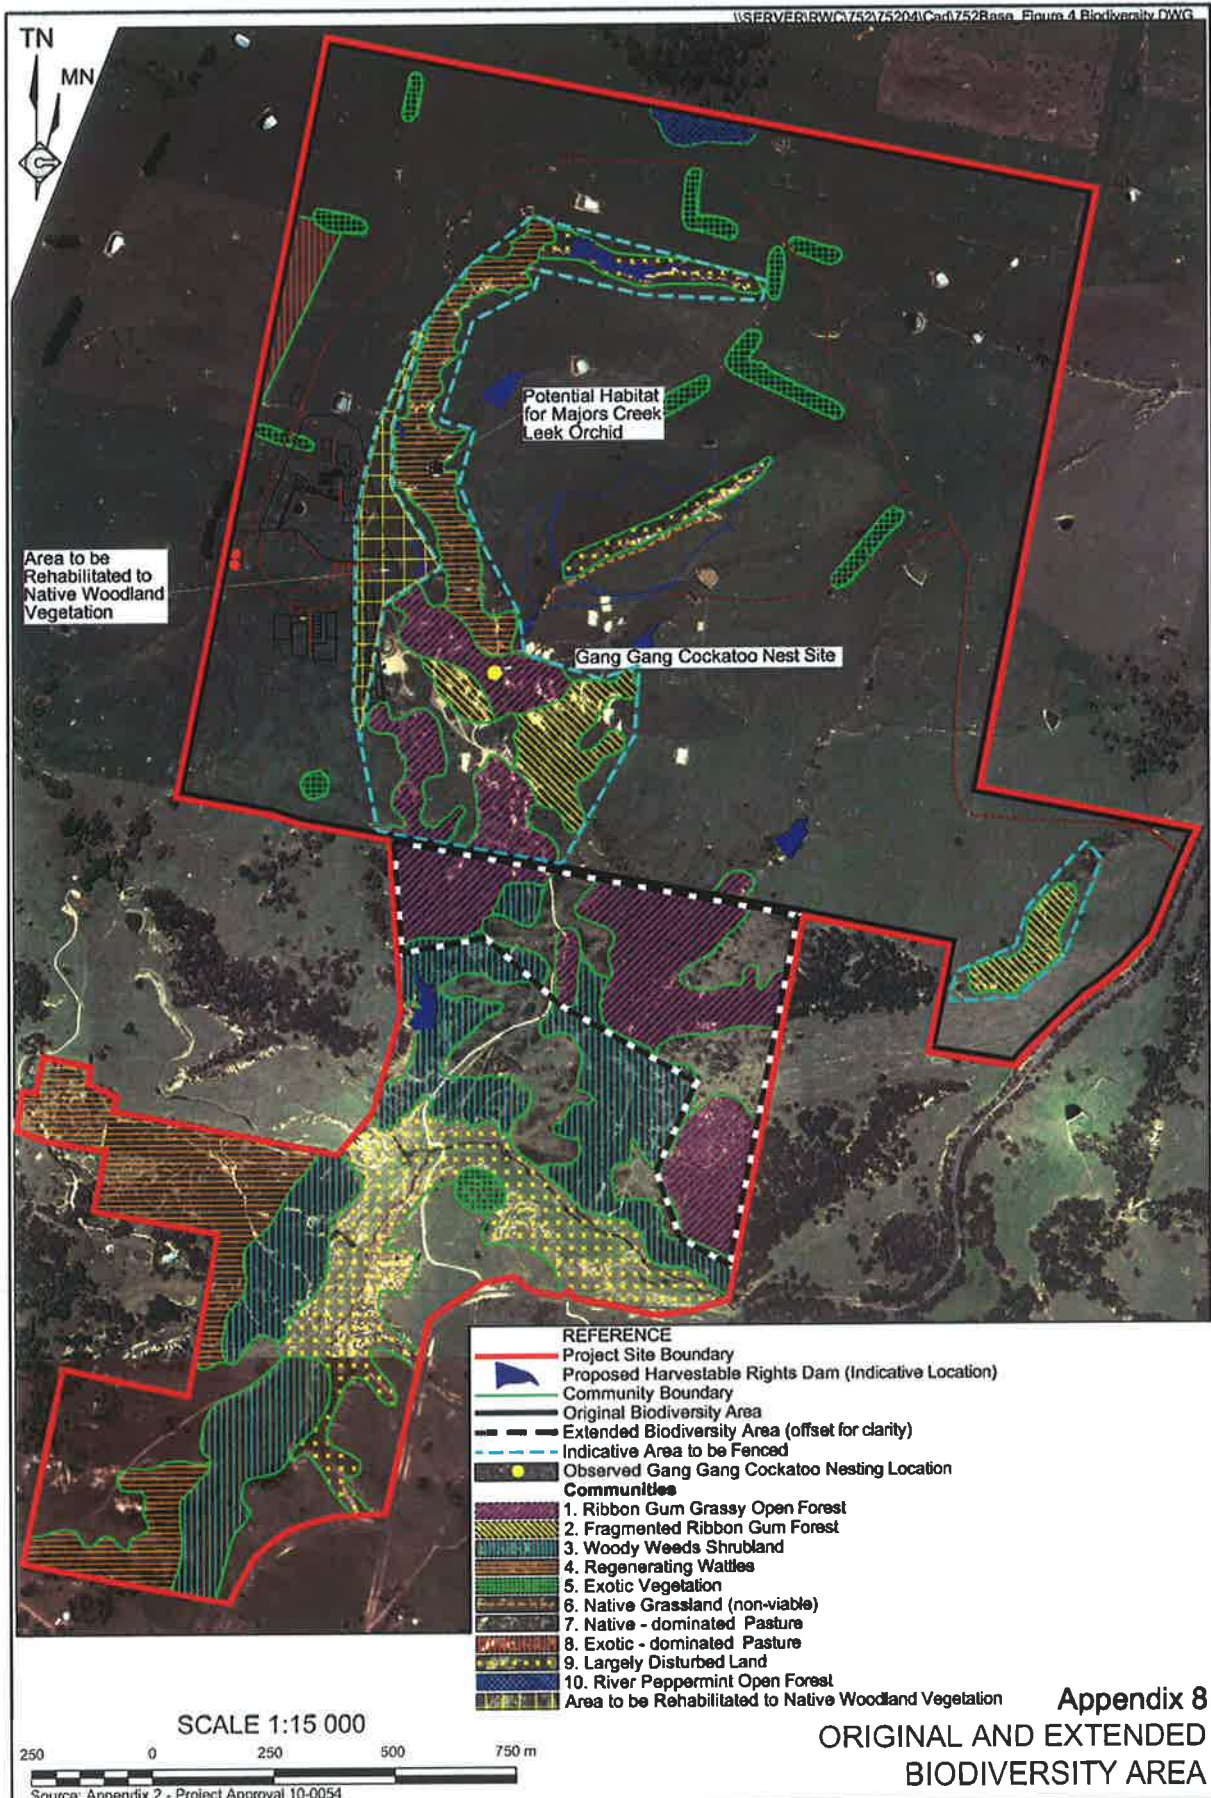 \\SERVER\RWC\752\75204\Cad\752Base_Figure 4 Biodiversity.DWG
TN
MN
Potential Habitat
for Majors Creek
Leek Orchid
Area to be
Rehabilitated to
Native Woodland
Vegetation
Gang Gang Cockatoo Nest Site
REFERENCE
Project Site Boundary
Proposed Harvestable Rights Dam (Indicative Location)
Community Boundary
Original Biodiversity Area
Extended Biodiversity Area (offset for clarity)
Indicative Area to be Fenced
Observed Gang Gang Cockatoo Nesting Location
Communities
1. Ribbon Gum Grassy Open Forest
2. Fragmented Ribbon Gum Forest
3. Woody Weeds Shrubland
4. Regenerating Wattles
5. Exotic Vegetation
6. Native Grassland (non-viable)
7. Native - dominated Pasture
8. Exotic - dominated Pasture
9. Largely Disturbed Land
10. River Peppermint Open Forest
Area to be Rehabilitated to Native Woodland Vegetation
Appendix 8
ORIGINAL AND EXTENDED
BIODIVERSITY AREA
SCALE 1:15 000
250 0 250 500 750 m
Source: Appendix 2 - Project Approval 10-0054